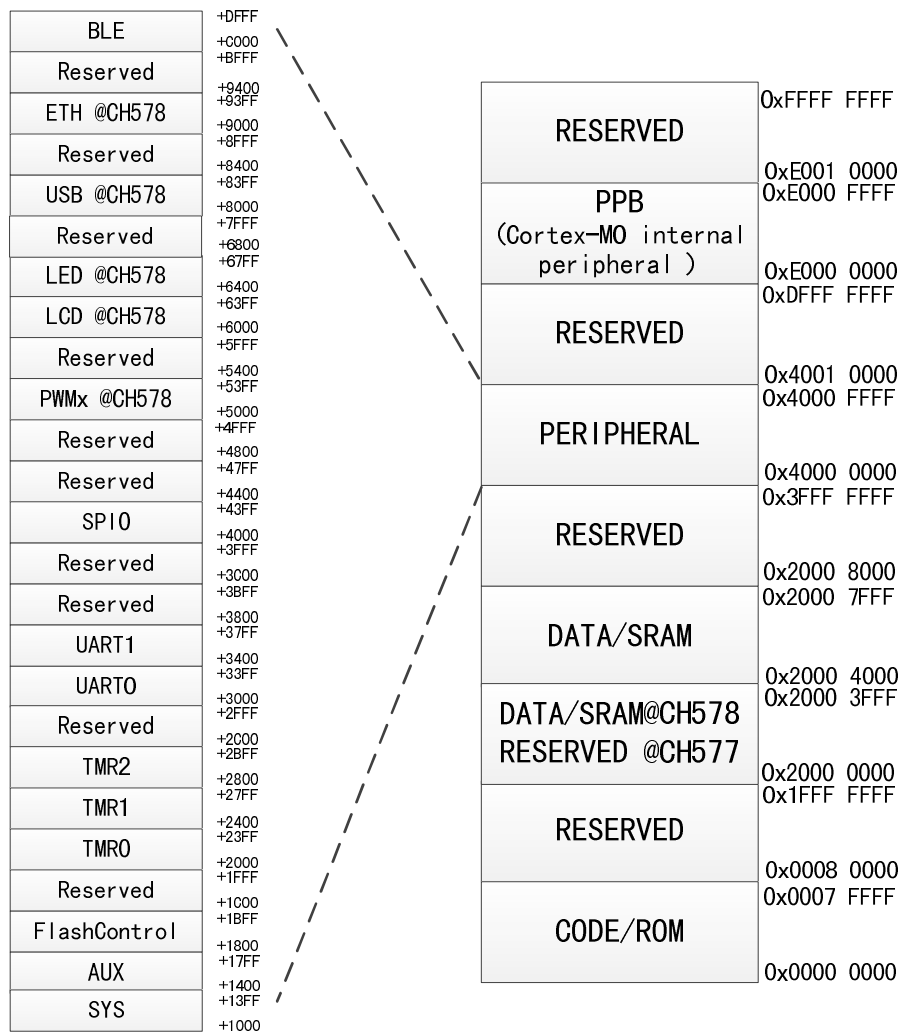 BLE
+DFFF
+C000
Reserved
+BFFF
+9400
ETH @CH578
+93FF
+9000
Reserved
+8FFF
+8400
USB @CH578
+83FF
+8000
Reserved
+7FFF
+6800
LED @CH578
+67FF
+6400
LCD @CH578
+63FF
+6000
Reserved
+5FFF
+5400
PWMx @CH578
+53FF
+5000
Reserved
+4FFF
+4800
Reserved
+47FF
+4400
SPI0
+43FF
+4000
Reserved
+3FFF
+3C00
Reserved
+3BFF
+3800
UART1
+37FF
+3400
UART0
+33FF
+3000
Reserved
+2FFF
+2C00
TMR2
+2BFF
+2800
TMR1
+27FF
+2400
TMR0
+23FF
+2000
Reserved
+1FFF
+1000
FlashControl
+1BFF
+1800
AUX
+17FF
+1400
SYS
+13FF
+1000
RESERVED
0xFFFF FFFF
0xE001 0000
PPB
(Cortex-M0 internal
peripheral )
0xE000 FFFF
0xE000 0000
RESERVED
0xDFFF FFFF
0x4001 0000
PERIPHERAL
0x4000 FFFF
0x4000 0000
RESERVED
0x3FFF FFFF
0x2000 8000
DATA/SRAM
0x2000 7FFF
0x2000 4000
DATA/SRAM@CH578
RESERVED @CH577
0x2000 3FFF
0x2000 0000
RESERVED
0x1FFF FFFF
0x0008 0000
CODE/ROM
0x0007 FFFF
0x0000 0000